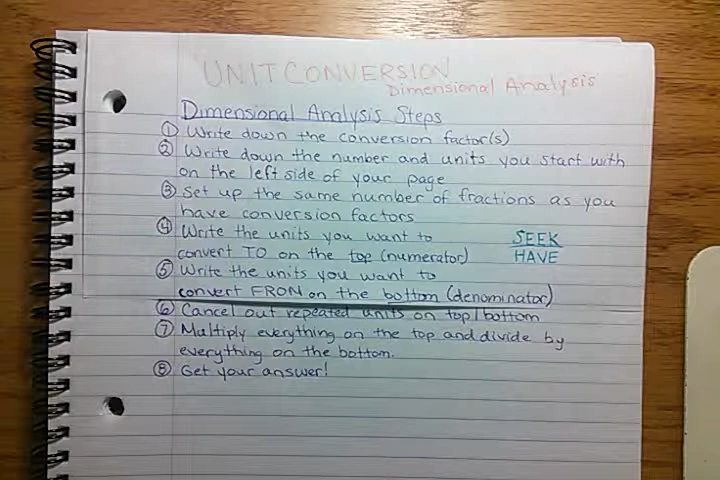 UNIT CONVERSION
Dimensional Analysis
Dimensional Analysis Steps
① Write down the conversion factor(s)
② Write down the number and units you start with
on the left side of your page
③ Set up the same number of fractions as you
have conversion factors
④ Write the units you want to
convert TO on the top (numerator)
SEEK
HAVE
⑤ Write the units you want to
convert FROM on the bottom (denominator)
⑥ Cancel out repeated units on top/bottom
⑦ Multiply everything on the top and divide by
everything on the bottom.
⑧ Get your answer!